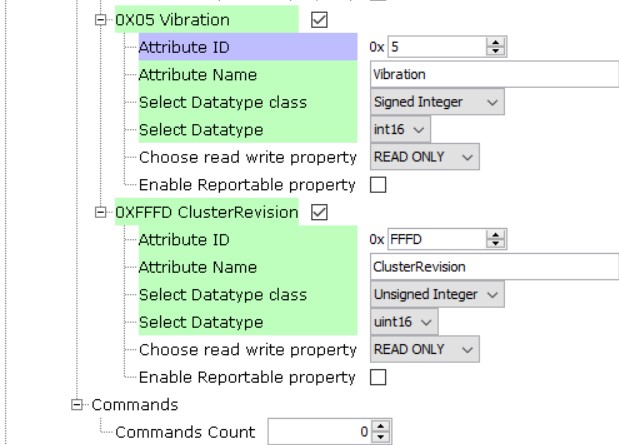 0X05 Vibration
Attribute ID 0x 5
Attribute Name Vibration
Select Datatype class Signed Integer
Select Datatype int16
Choose read write property READ ONLY
Enable Reportable property
0XFFFD ClusterRevision
Attribute ID 0x FFFD
Attribute Name ClusterRevision
Select Datatype class Unsigned Integer
Select Datatype uint16
Choose read write property READ ONLY
Enable Reportable property
Commands
Commands Count 0